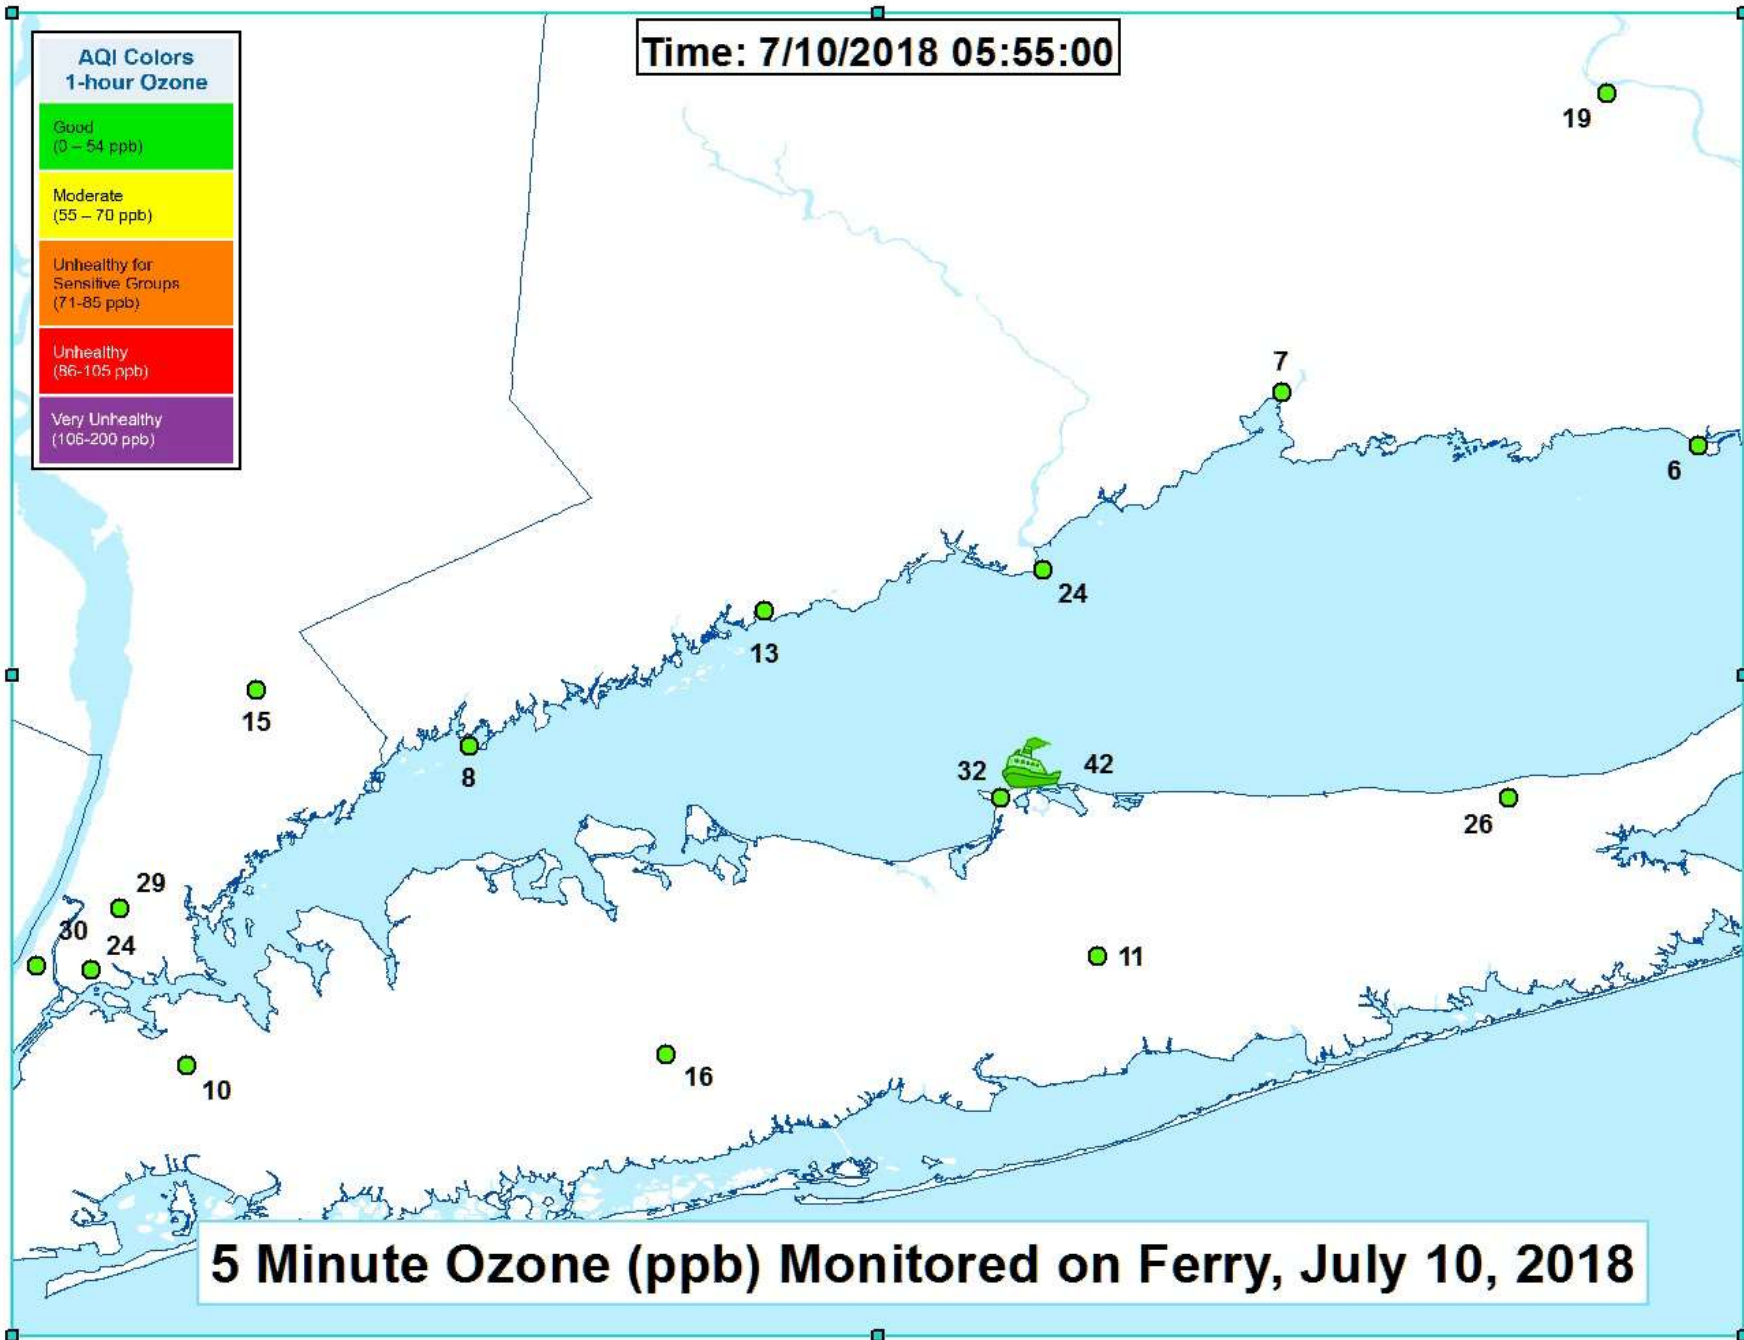 Time: 7/10/2018 05:55:00
AQI Colors
1-hour Ozone
Good
(0 – 54 ppb)
Moderate
(55 – 70 ppb)
Unhealthy for
Sensitive Groups
(71-85 ppb)
Unhealthy
(86-105 ppb)
Very Unhealthy
(106-200 ppb)
19
7
6
24
13
15
8
32
42
26
29
30
24
11
10
16
5 Minute Ozone (ppb) Monitored on Ferry, July 10, 2018